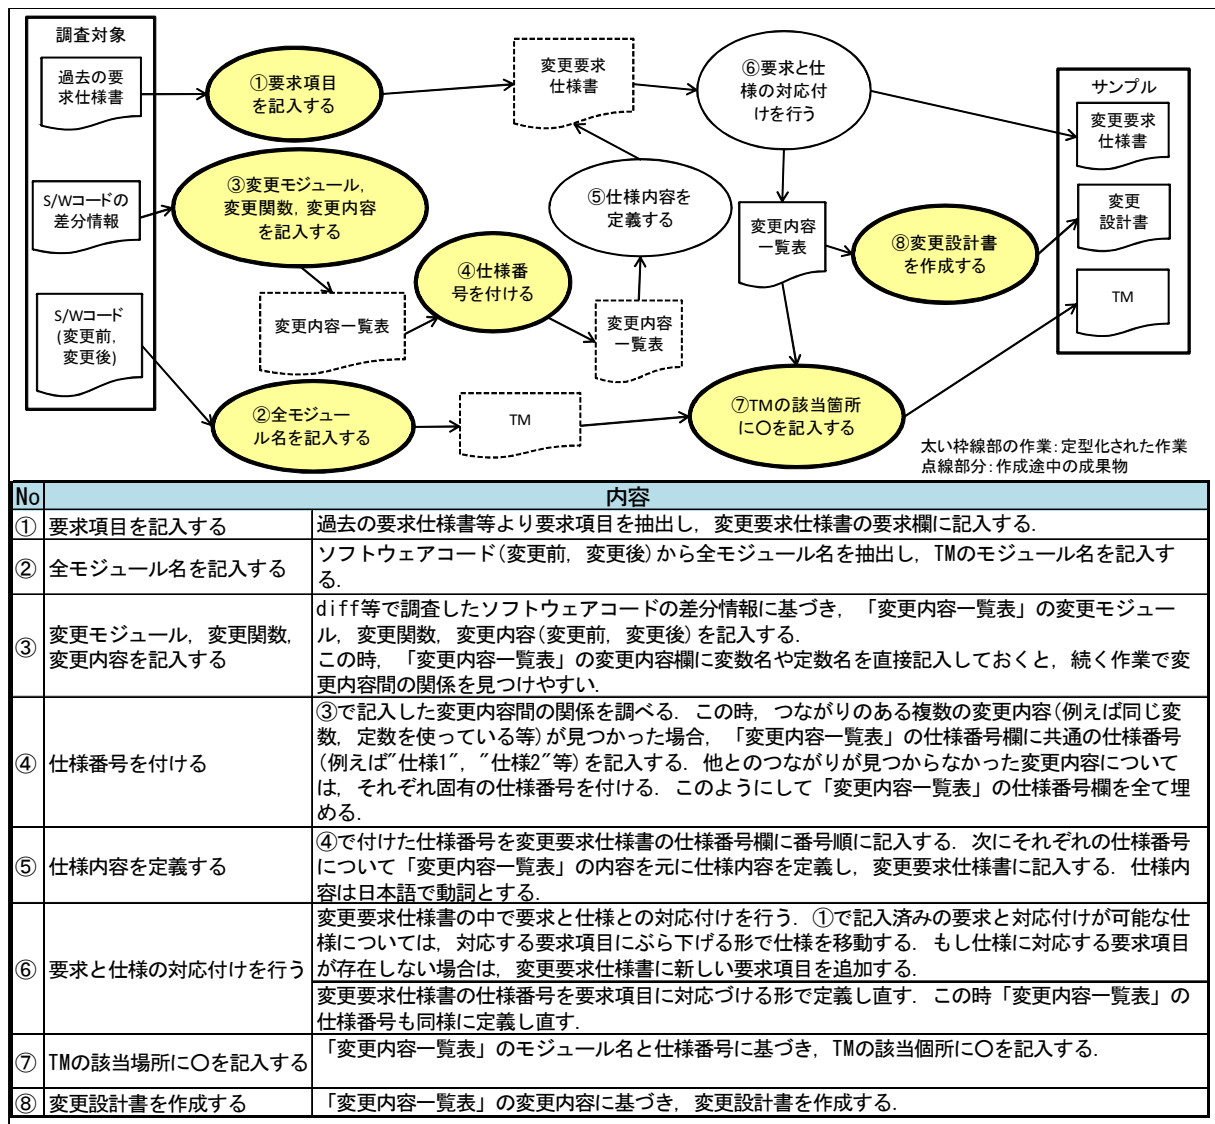 調査対象
過去の要
求仕様書
S/Wコードの
差分情報
S/Wコード
(変更前,
変更後)
①要求項目
を記入する
③変更モジュール,
変更関数, 変更内容
を記入する
変更内容一覧表
④仕様番
号を付ける
②全モジュー
ル名を記入する
TM
変更要求
仕様書
⑤仕様内容を
定義する
変更内容
一覧表
⑥要求と仕
様の対応付
けを行う
変更内容
一覧表
⑧変更設計書
を作成する
⑦TMの該当箇所
に〇を記入する
サンプル
変更要求
仕様書
変更
設計書
TM
太い枠線部の作業：定型化された作業
点線部分：作成途中の成果物
No 内容
① 要求項目を記入する 過去の要求仕様書等より要求項目を抽出し, 変更要求仕様書の要求欄に記入する.
② 全モジュール名を記入する ソフトウェアコード(変更前, 変更後)から全モジュール名を抽出し, TMのモジュール名を記入す
る.
③ 変更モジュール, 変更関数,
変更内容を記入する
diff等で調査したソフトウェアコードの差分情報に基づき, 「変更内容一覧表」の変更モジュー
ル, 変更関数, 変更内容(変更前, 変更後)を記入する.
この時, 「変更内容一覧表」の変更内容欄に変数名や定数名を直接記入しておくと, 続く作業で変
更内容間の関係を見つけやすい.
④ 仕様番号を付ける
③で記入した変更内容間の関係を調べる. この時, つながりのある複数の変更内容(例えば同じ変
数, 定数を使っている等)が見つかった場合, 「変更内容一覧表」の仕様番号欄に共通の仕様番号
(例えば"仕様1", "仕様2"等)を記入する. 他とのつながりが見つからなかった変更内容について
は, それぞれ固有の仕様番号を付ける. このようにして「変更内容一覧表」の仕様番号欄を全て埋
める.
⑤ 仕様内容を定義する
④で付けた仕様番号を変更要求仕様書の仕様番号欄に番号順に記入する. 次にそれぞれの仕様番号
について「変更内容一覧表」の内容を元に仕様内容を定義し, 変更要求仕様書に記入する. 仕様内
容は日本語で動詞とする.
⑥ 要求と仕様の対応付けを行う
変更要求仕様書の中で要求と仕様との対応付けを行う. ①で記入済みの要求と対応付けが可能な仕
様については, 対応する要求項目にぶら下げる形で仕様を移動する. もし仕様に対応する要求項目
が存在しない場合は, 変更要求仕様書に新しい要求項目を追加する.
変更要求仕様書の仕様番号を要求項目に対応づける形で定義し直す. この時「変更内容一覧表」の
仕様番号も同様に定義し直す.
⑦ TMの該当場所に〇を記入する 「変更内容一覧表」のモジュール名と仕様番号に基づき, TMの該当個所に〇を記入する.
⑧ 変更設計書を作成する 「変更内容一覧表」の変更内容に基づき, 変更設計書を作成する.